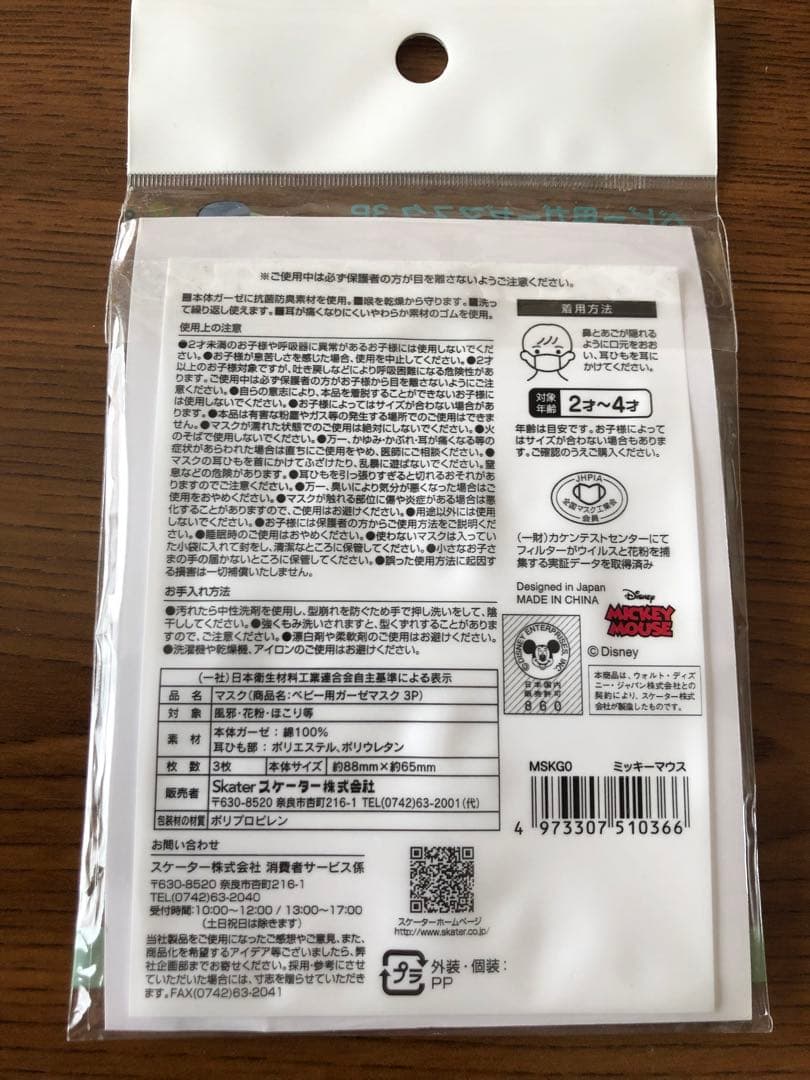 ベビー用ガーゼマスク 3P
※ご使用中は必ず保護者の方が目を離さないようご注意ください。
■本体ガーゼに抗菌防臭素材を使用。■喉を乾燥から守ります。■洗っ
て繰り返し使えます。■耳が痛くなりにくいやわらか素材のゴムを使用。
使用上の注意
●2才未満のお子様や呼吸器に異常があるお子様には使用しないでくだ
さい。●お子様が息苦しさを感じた場合、使用を中止してください。●2才
以上のお子様対象ですが、吐き戻しなどにより呼吸困難になる危険性があ
ります。ご使用中は必ず保護者の方がお子様から目を離さないようにご注
意ください。●自らの意志により、本品を着脱することができないお子様に
は使用しないでください。●お子様によってはサイズが合わない場合があ
ります。●本品は有害な粉塵やガス等の発生する場所でのご使用はできま
せん。●マスクが濡れた状態でのご使用は絶対にしないでください。●火
のそばで使用しないでください。●万一、かゆみ・かぶれ・耳が痛くなる等の
症状があらわれた場合は直ちにご使用をやめ、医師にご相談ください。●
マスクの耳ひもを首にかけてふざけたり、乱暴に遊ばないでください。窒
息などの危険があります。●耳ひもを引っ張りすぎると切れるおそれがあ
りますのでご注意ください。●万一、臭いにより気分が悪くなった場合はご
使用をおやめください。●マスクが触れる部位に傷や炎症がある場合は悪
化することがありますので、ご使用はお避けください。●用途以外には使用
しないでください。●お子様には保護者の方からご使用方法をご説明くださ
い。●睡眠時のご使用はおやめください。●使わないマスクは入ってい
た小袋に入れて封をし、清潔なところに保管してください。●小さなお子さ
まの手の届かないところに保管してください。●誤った使用方法に起因す
る損害は一切補償いたしません。
お手入れ方法
●汚れたら中性洗剤を使用し、型崩れを防ぐため手で押し洗いをして、陰
干ししてください。●強くもみ洗いされますと、型くずれすることがありま
すので、ご注意ください。●漂白剤や柔軟剤のご使用はお避けください。
●洗濯機や乾燥機、アイロンのご使用はお避けください。
着用方法
鼻とあごが隠れる
ように口元をおお
い、耳ひもを耳に
かけてください。
対象年齢 2才〜4才
年齢は目安です。お子様によって
はサイズが合わない場合もありま
す。ご確認のうえご購入ください。
JHPIA
全国マスク工業会
会員
(一財)カケンテストセンターにて
フィルターがウイルスと花粉を捕
集する実証データを取得済み
Designed in Japan
MADE IN CHINA
Disney
MICKEY
MOUSE
© Disney
©DISNEY ENTERPRISES, INC.
日本国内
販売許可
860
本商品は、ウォルト・ディズ
ニー・ジャパン株式会社との
契約により、スケーター株式
会社が製造したものです。
(一社)日本衛生材料工業連合会自主基準による表示
品名 マスク(商品名:ベビー用ガーゼマスク 3P)
対象 風邪・花粉・ほこり等
素材 本体ガーゼ:綿100%
耳ひも部:ポリエステル、ポリウレタン
枚数 3枚 本体サイズ 約88mm×約65mm
販売者 Skater スケーター株式会社
〒630-8520 奈良市杏町216-1 TEL(0742)63-2001(代)
包装材の材質 ポリプロピレン
MSKG0 ミッキーマウス
4 973307 510366
お問い合わせ
スケーター株式会社 消費者サービス係
〒630-8520 奈良市杏町216-1
TEL(0742)63-2040
受付時間:10:00〜12:00 / 13:00〜17:00
(土日祝日は除きます)
当社製品をご使用になったご感想やご意見、また、
商品化を希望するアイデア等ございましたら、弊
社企画部までお寄せください。採用・参考にさせて
いただいた場合には、寸志を贈らせていただき
ます。FAX(0742)63-2041
スケーターホームページ
http://www.skater.co.jp/
プラ
外装・個装:
PP